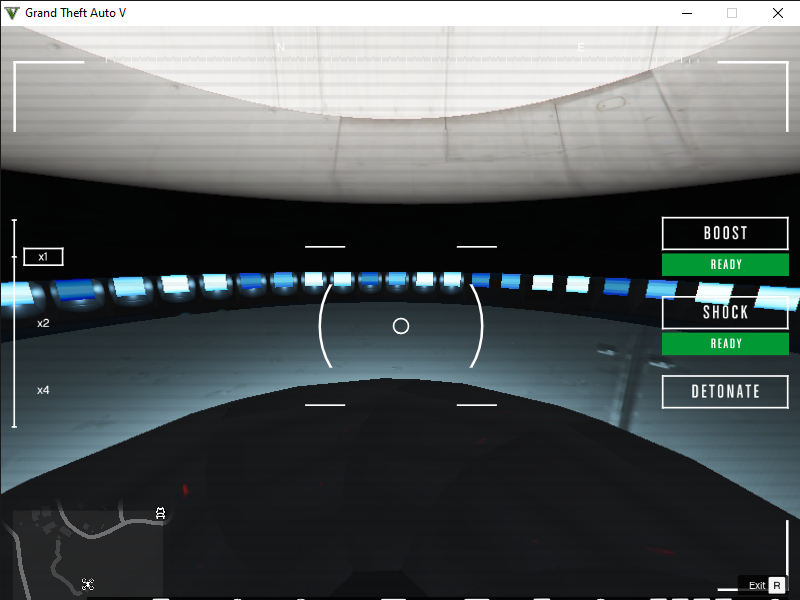 Grand Theft Auto V
N
E
BOOST
READY
x1
SHOCK
x2
READY
x4
DETONATE
Exit R